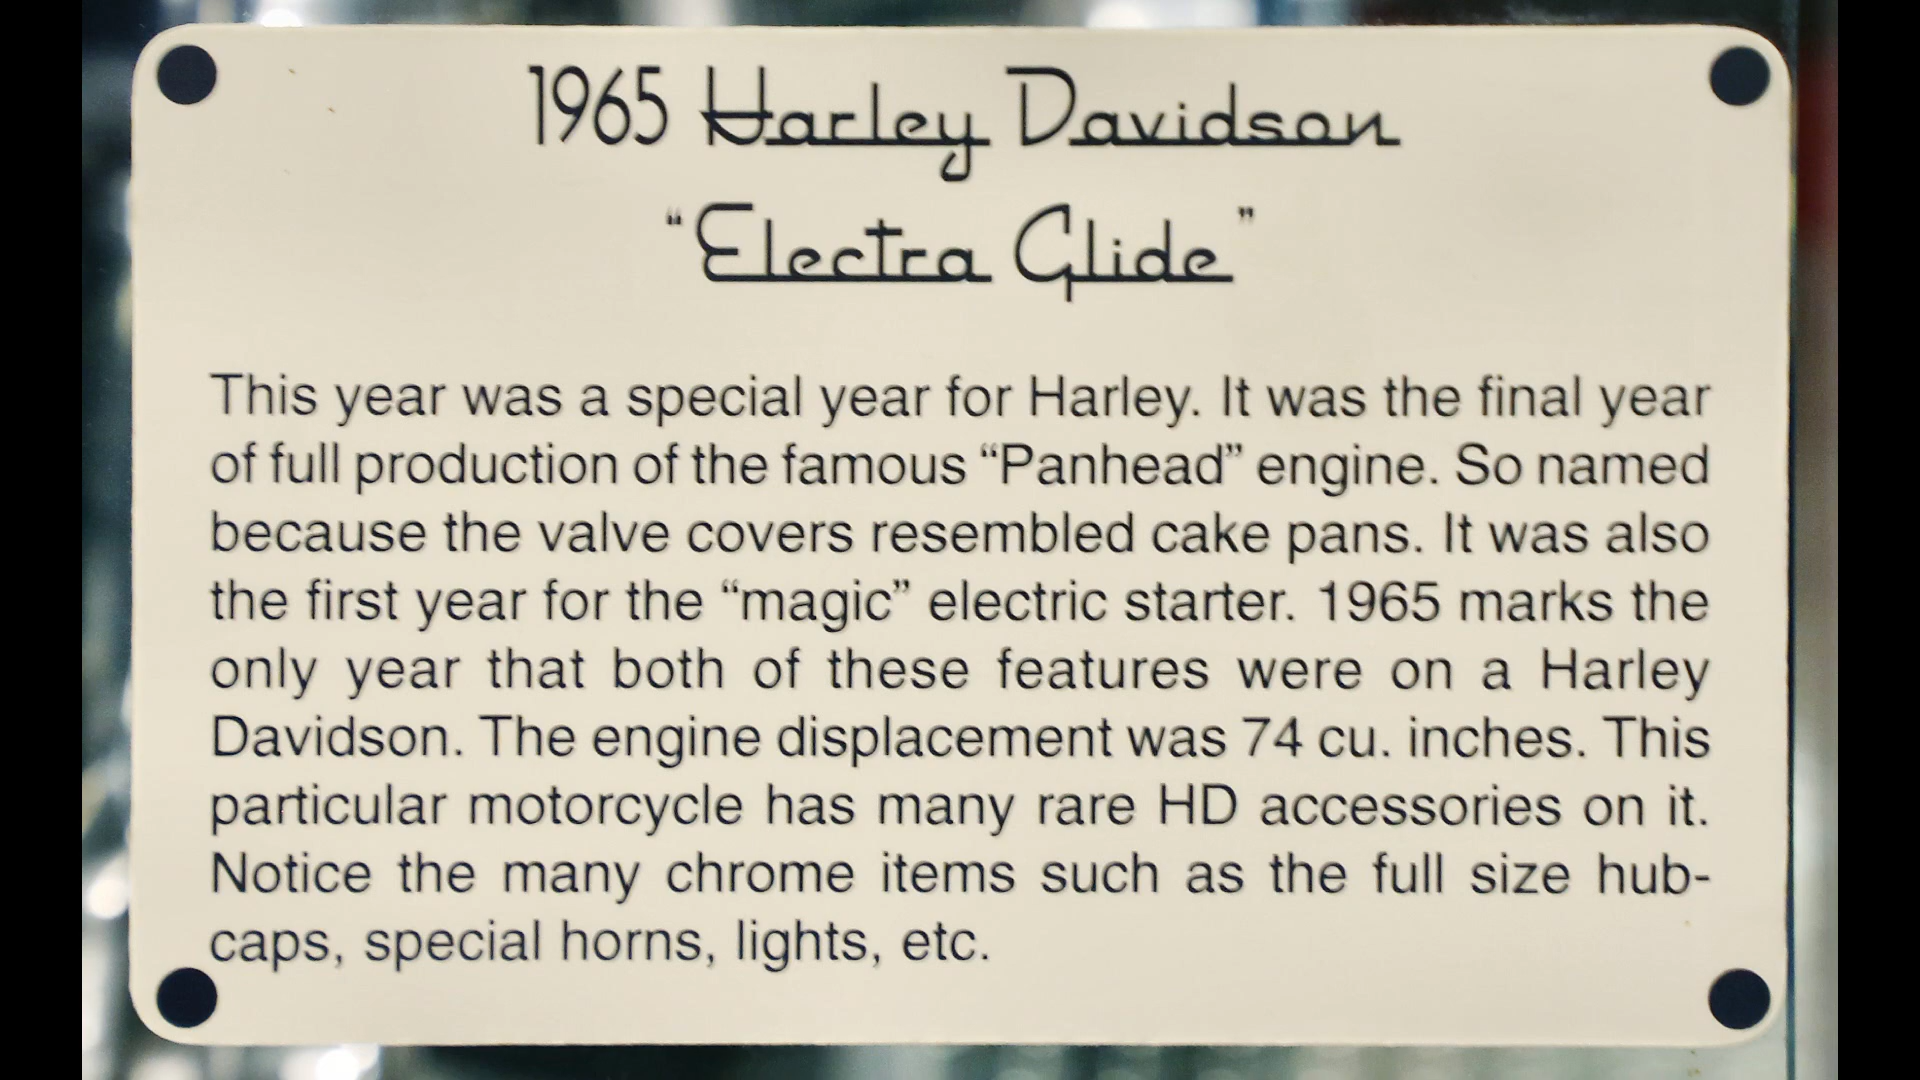 1965 Harley Davidson
“Electra Glide”
This year was a special year for Harley. It was the final year
of full production of the famous “Panhead” engine. So named
because the valve covers resembled cake pans. It was also
the first year for the “magic” electric starter. 1965 marks the
only year that both of these features were on a Harley
Davidson. The engine displacement was 74 cu. inches. This
particular motorcycle has many rare HD accessories on it.
Notice the many chrome items such as the full size hub-
caps, special horns, lights, etc.